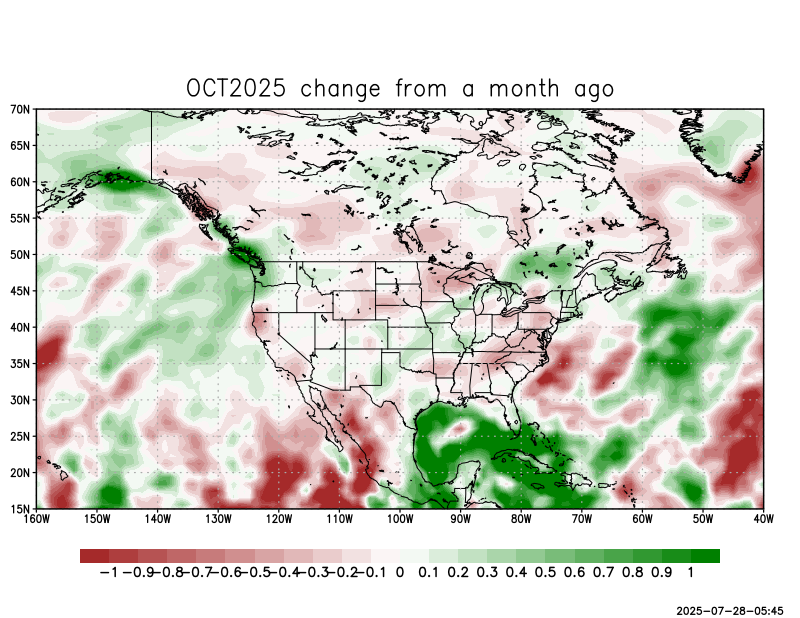 OCT2025 change from a month ago
70N
65N
60N
55N
50N
45N
40N
35N
30N
25N
20N
15N
160W 150W 140W 130W 120W 110W 100W 90W 80W 70W 60W 50W 40W
-1 -0.9 -0.8 -0.7 -0.6 -0.5 -0.4 -0.3 -0.2 -0.1 0 0.1 0.2 0.3 0.4 0.5 0.6 0.7 0.8 0.9 1
2025-07-28-05:45